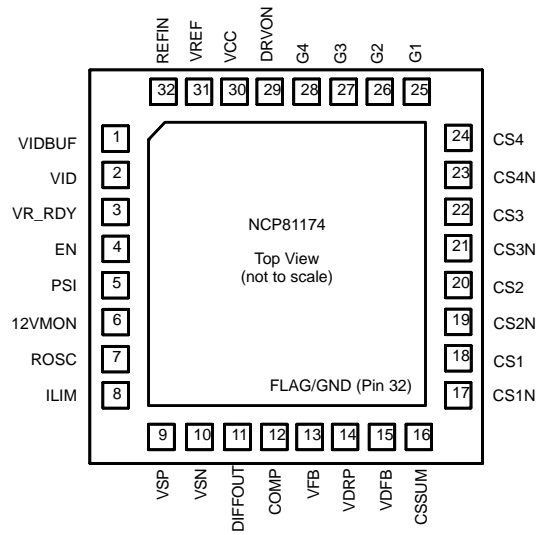 REFIN
VREF
VCC
DRVON
G4
G3
G2
G1
32
31
30
29
28
27
26
25
VIDBUF 1
VID 2
VR_RDY 3
EN 4
PSI 5
12VMON 6
ROSC 7
ILIM 8
NCP81174
Top View
(not to scale)
FLAG/GND (Pin 32)
24 CS4
23 CS4N
22 CS3
21 CS3N
20 CS2
19 CS2N
18 CS1
17 CS1N
9
10
11
12
13
14
15
16
VSP
VSN
DIFFOUT
COMP
VFB
VDRP
VDFB
CSSUM